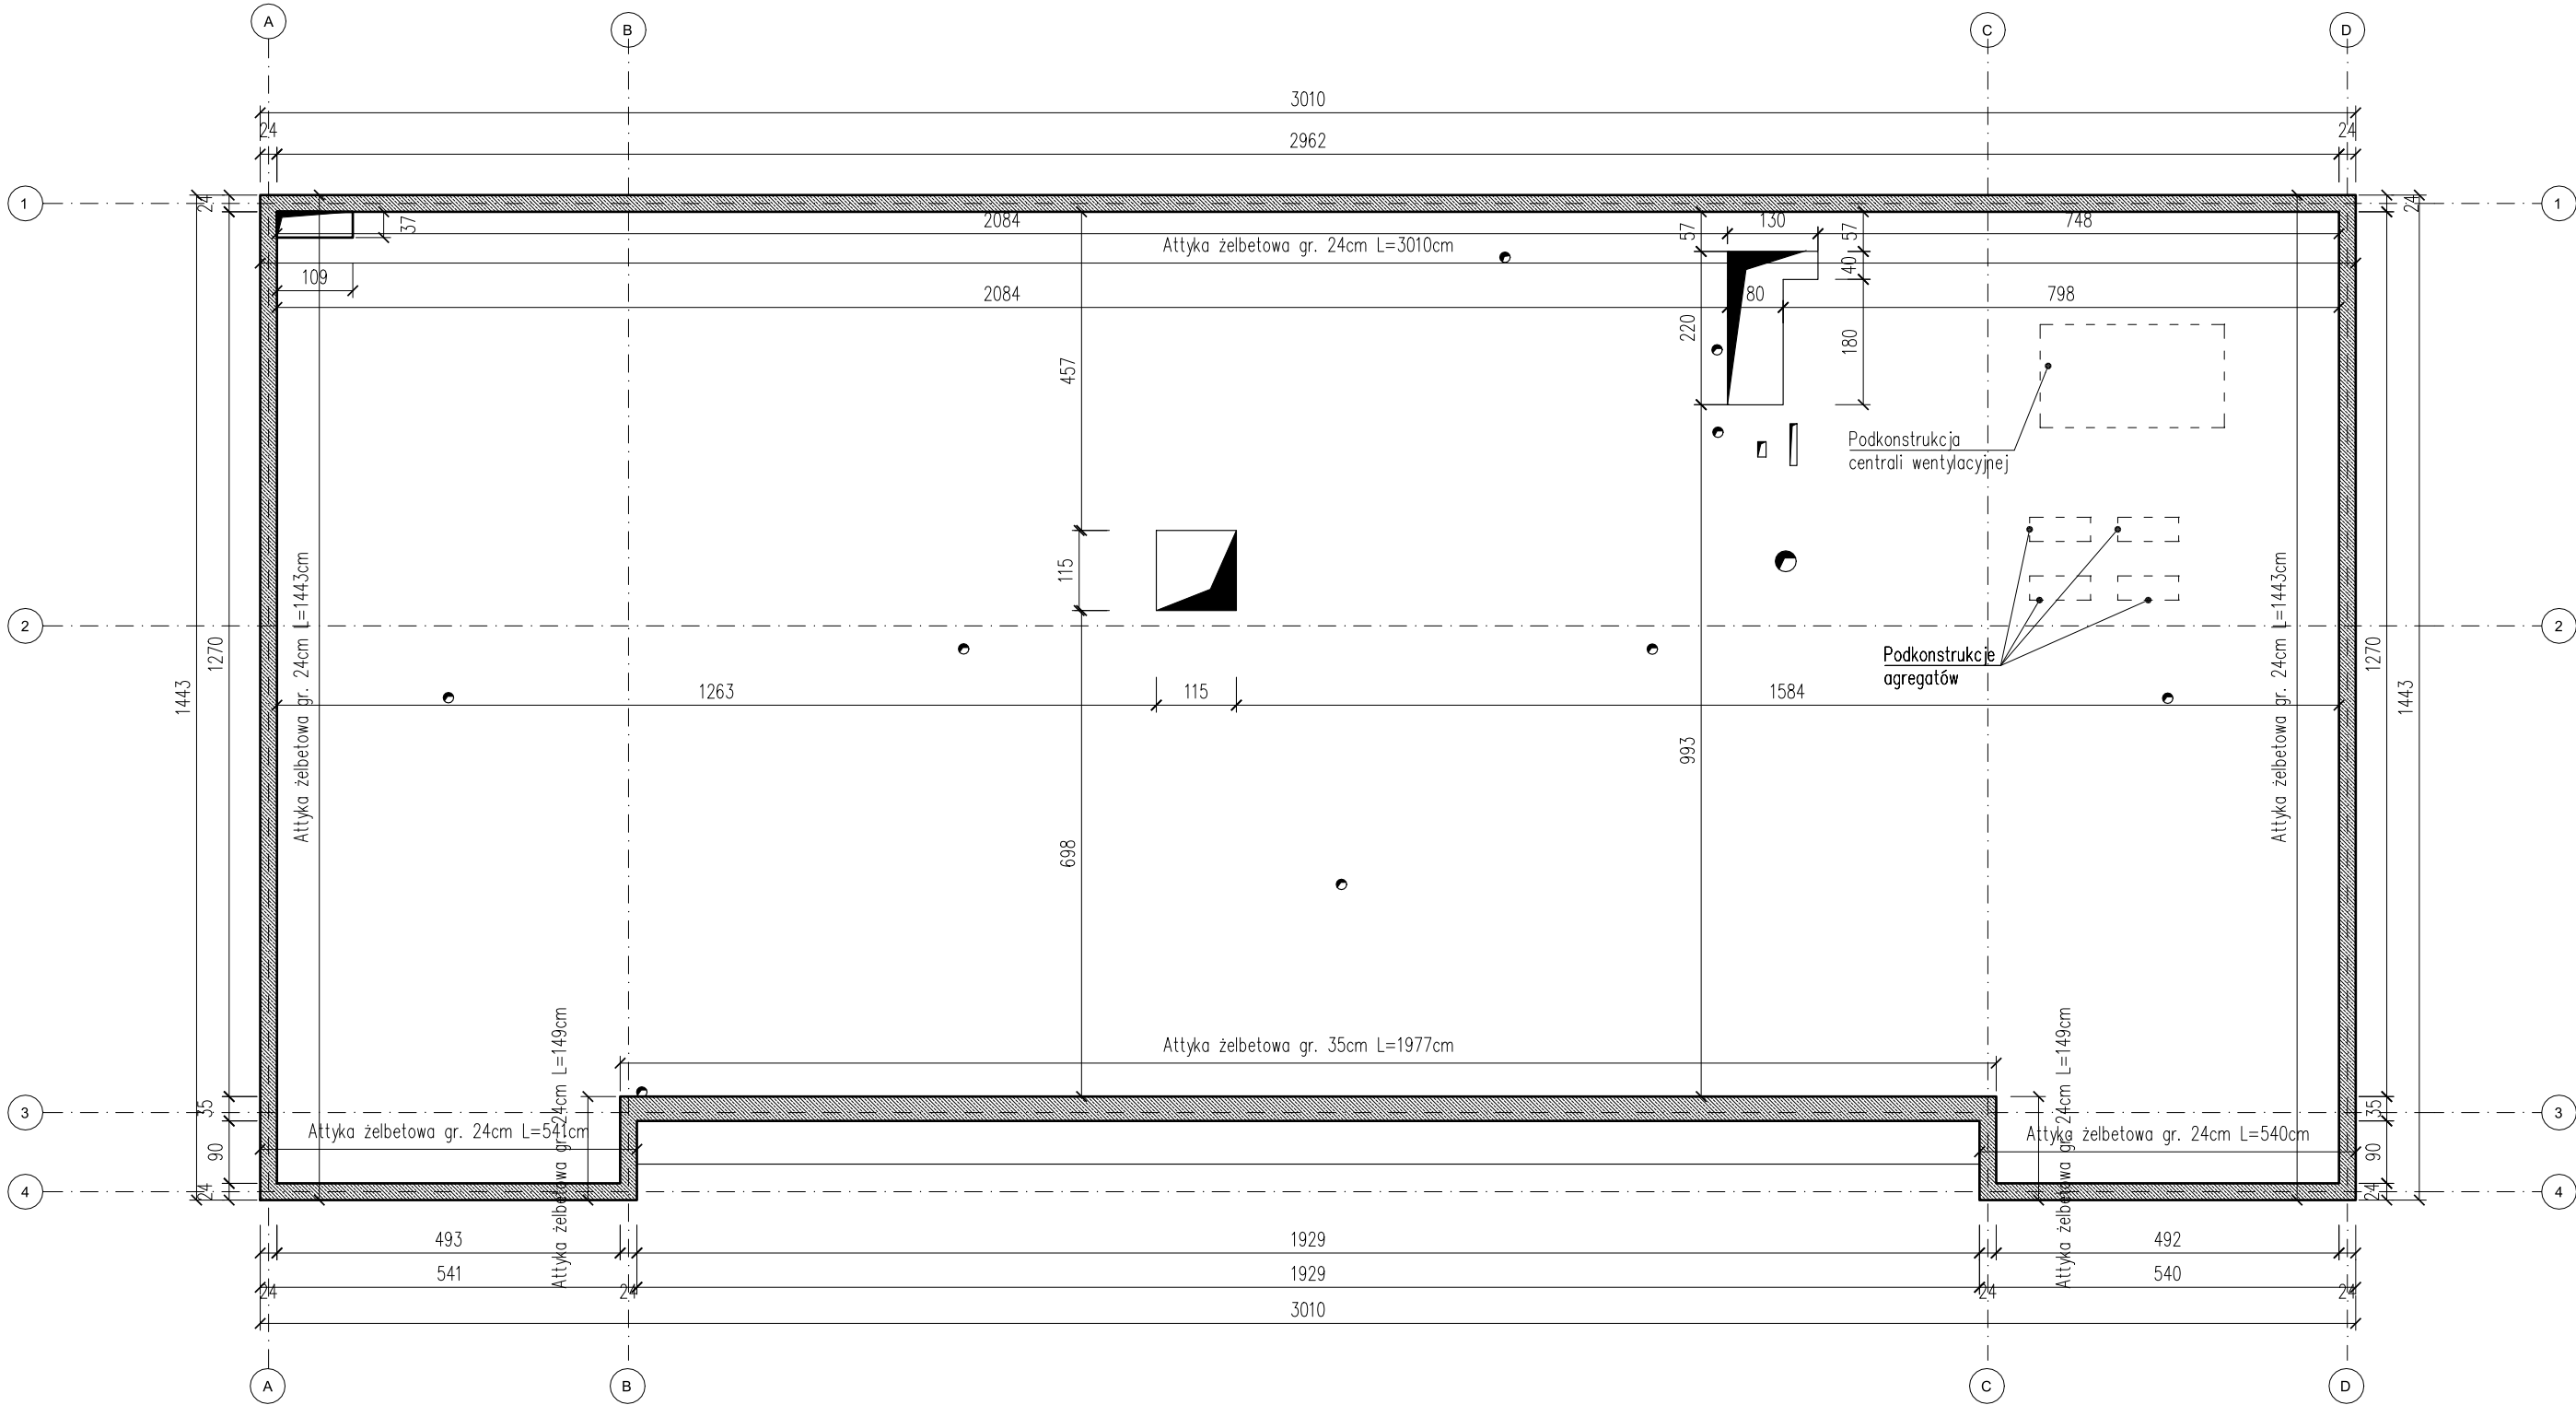 A
B
C
D
3010
24
2962
24
1
24
37
2084
57
130
57
748
24
1
Attyka żelbetowa gr. 24cm L=3010cm
109
40
2084
80
798
220
180
457
Podkonstrukcja
centrali wentylacyjnej
115
Attyka żelbetowa gr. 24cm L=1443cm
Attyka żelbetowa gr. 24cm L=1443cm
2
2
1270
1270
Podkonstrukcje
agregatów
1443
1443
1263
115
1584
993
698
Attyka żelbetowa gr. 35cm L=1977cm
Attyka żelbetowa gr. 24cm L=149cm
Attyka żelbetowa gr. 24cm L=149cm
3
35
35
3
Attyka żelbetowa gr. 24cm L=541cm
Attyka żelbetowa gr. 24cm L=540cm
90
90
4
24
24
4
493
1929
492
541
1929
540
24
24
24
24
3010
A
B
C
D